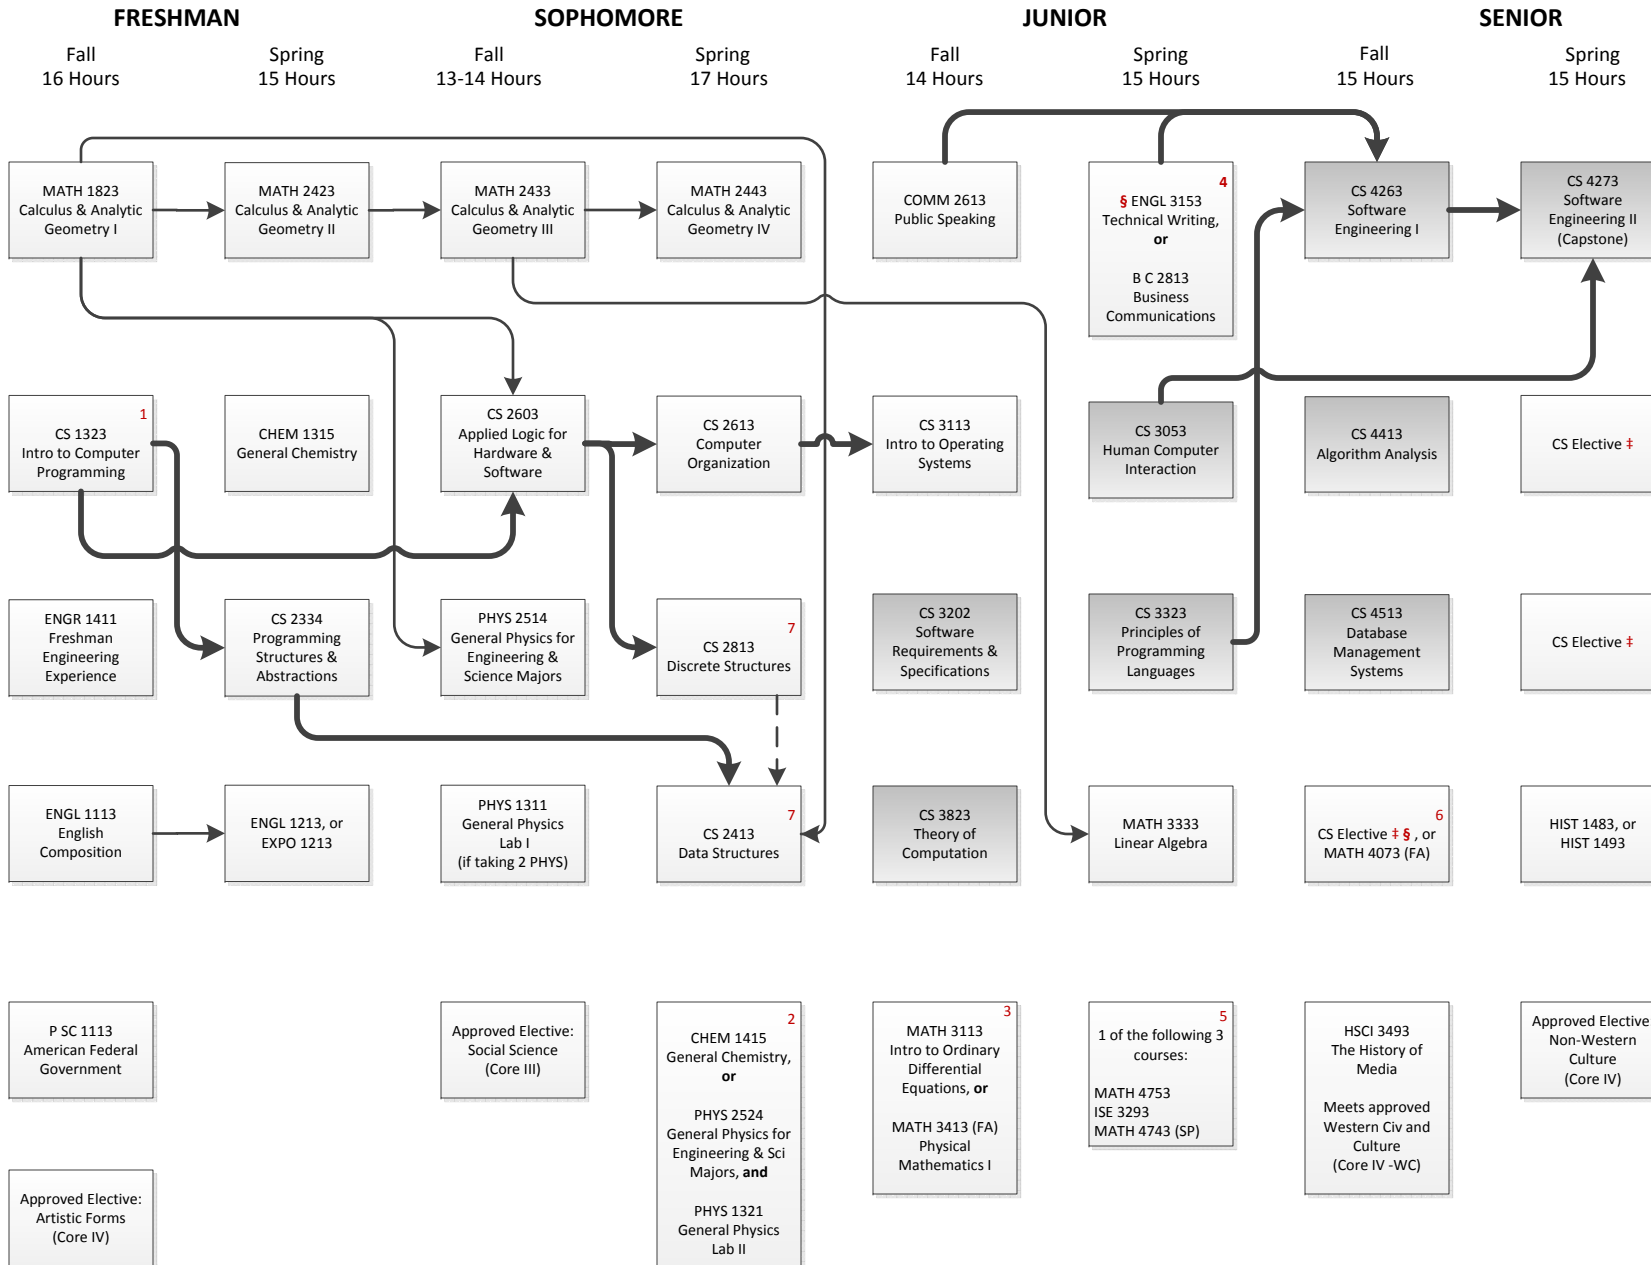 FRESHMAN
SOPHOMORE
JUNIOR
SENIOR
Fall
16 Hours
Spring
15 Hours
Fall
13-14 Hours
Spring
17 Hours
Fall
14 Hours
Spring
15 Hours
Fall
15 Hours
Spring
15 Hours
MATH 1823
Calculus & Analytic
Geometry I
MATH 2423
Calculus & Analytic
Geometry II
MATH 2433
Calculus & Analytic
Geometry III
MATH 2443
Calculus & Analytic
Geometry IV
COMM 2613
Public Speaking
4
§ ENGL 3153
Technical Writing,
or
B C 2813
Business
Communications
CS 4263
Software
Engineering I
CS 4273
Software
Engineering II
(Capstone)
1
CS 1323
Intro to Computer
Programming
CHEM 1315
General Chemistry
CS 2603
Applied Logic for
Hardware &
Software
CS 2613
Computer
Organization
CS 3113
Intro to Operating
Systems
CS 3053
Human Computer
Interaction
CS 4413
Algorithm Analysis
CS Elective ‡
ENGR 1411
Freshman
Engineering
Experience
CS 2334
Programming
Structures &
Abstractions
PHYS 2514
General Physics for
Engineering &
Science Majors
7
CS 2813
Discrete Structures
CS 3202
Software
Requirements &
Specifications
CS 3323
Principles of
Programming
Languages
CS 4513
Database
Management
Systems
CS Elective ‡
ENGL 1113
English
Composition
ENGL 1213, or
EXPO 1213
PHYS 1311
General Physics
Lab I
(if taking 2 PHYS)
7
CS 2413
Data Structures
CS 3823
Theory of
Computation
MATH 3333
Linear Algebra
6
CS Elective ‡ § , or
MATH 4073 (FA)
HIST 1483, or
HIST 1493
P SC 1113
American Federal
Government
Approved Elective:
Social Science
(Core III)
2
CHEM 1415
General Chemistry,
or
PHYS 2524
General Physics for
Engineering & Sci
Majors, and
PHYS 1321
General Physics
Lab II
3
MATH 3113
Intro to Ordinary
Differential
Equations, or
MATH 3413 (FA)
Physical
Mathematics I
5
1 of the following 3
courses:
MATH 4753
ISE 3293
MATH 4743 (SP)
HSCI 3493
The History of
Media
Meets approved
Western Civ and
Culture
(Core IV -WC)
Approved Elective:
Non-Western
Culture
(Core IV)
Approved Elective:
Artistic Forms
(Core IV)